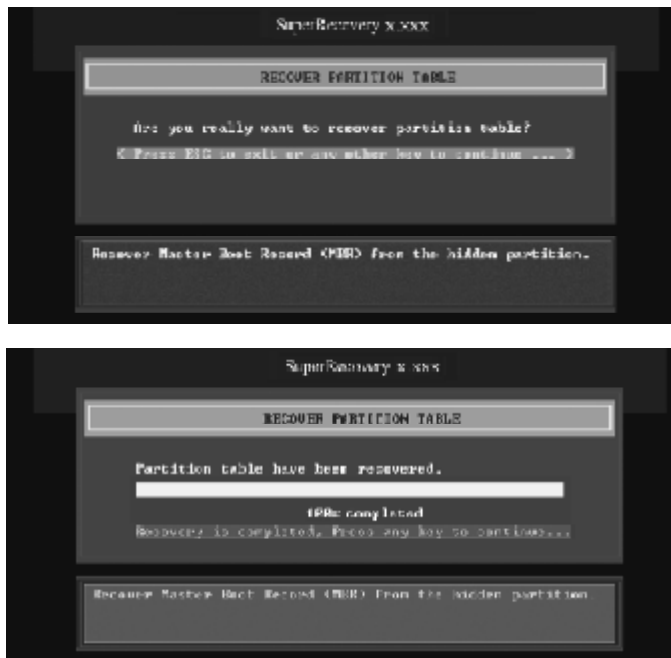 SuperRecovery x.xxx
RECOVER PARTITION TABLE
Are you really want to recover partition table?
< Press ESC to exit or any other key to continue ... >
Recover Master Boot Record (MBR) from the hidden partition.
SuperRecovery x.xxx
RECOVER PARTITION TABLE
Partition table have been recovered.
100% completed
Recovery is completed. Press any key to continue...
Recover Master Boot Record (MBR) from the hidden partition.